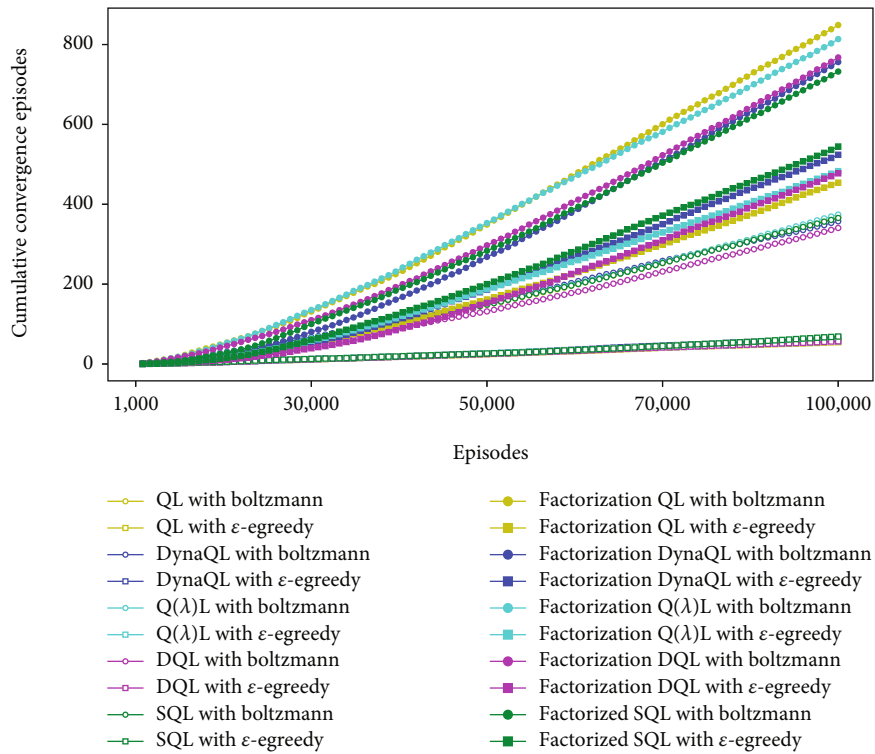 Cumulative convergence episodes
800
600
400
200
0
1,000
30,000
50,000
70,000
100,000
Episodes
QL with boltzmann
QL with ε-egreedy
DynaQL with boltzmann
DynaQL with ε-egreedy
Q(λ)L with boltzmann
Q(λ)L with ε-egreedy
DQL with boltzmann
DQL with ε-egreedy
SQL with boltzmann
SQL with ε-egreedy
Factorization QL with boltzmann
Factorization QL with ε-egreedy
Factorization DynaQL with boltzmann
Factorization DynaQL with ε-egreedy
Factorization Q(λ)L with boltzmann
Factorization Q(λ)L with ε-egreedy
Factorization DQL with boltzmann
Factorization DQL with ε-egreedy
Factorized SQL with boltzmann
Factorized SQL with ε-egreedy